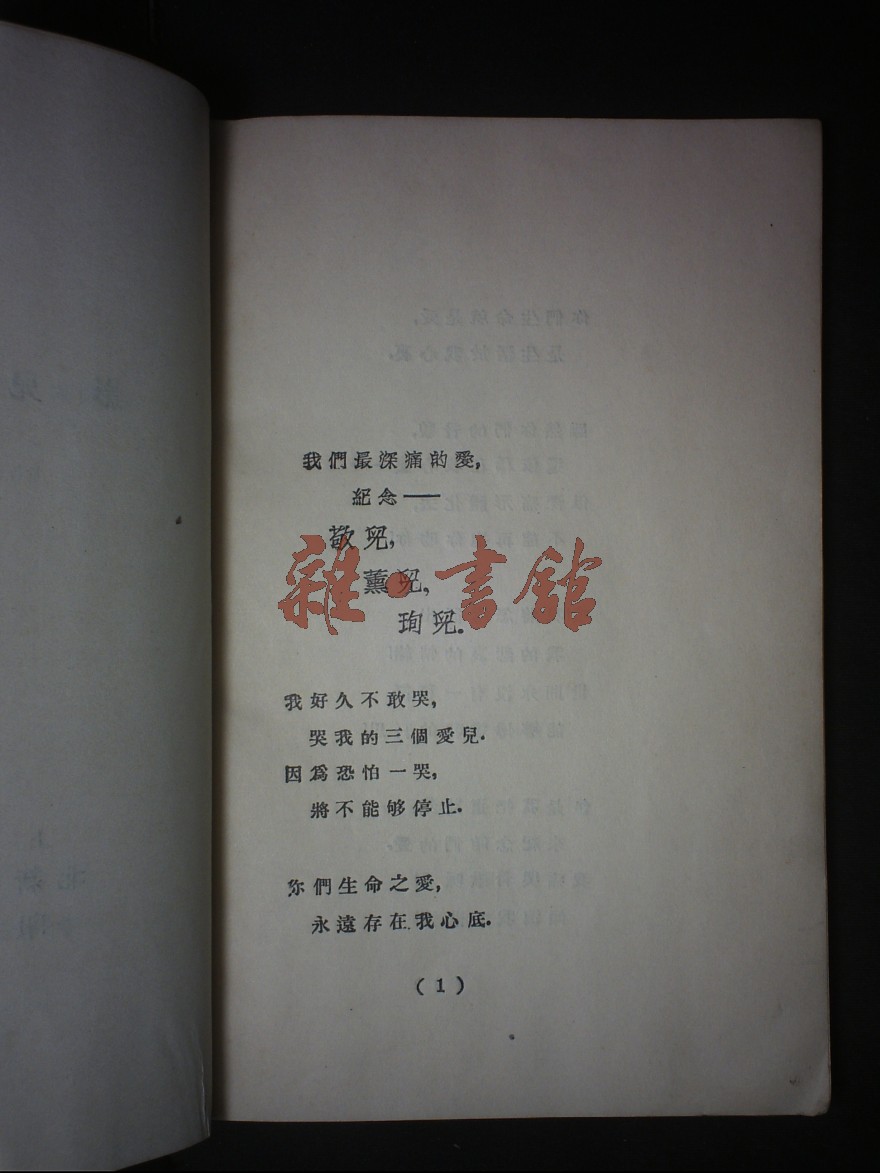 我們最深痛的愛，
紀念——
敬兒，
薰兒，
珣兒．
雜·書館
我好久不敢哭，
哭我的三個愛兒．
因爲恐怕一哭，
將不能够停止．
你們生命之愛，
永遠存在我心底．
(1)